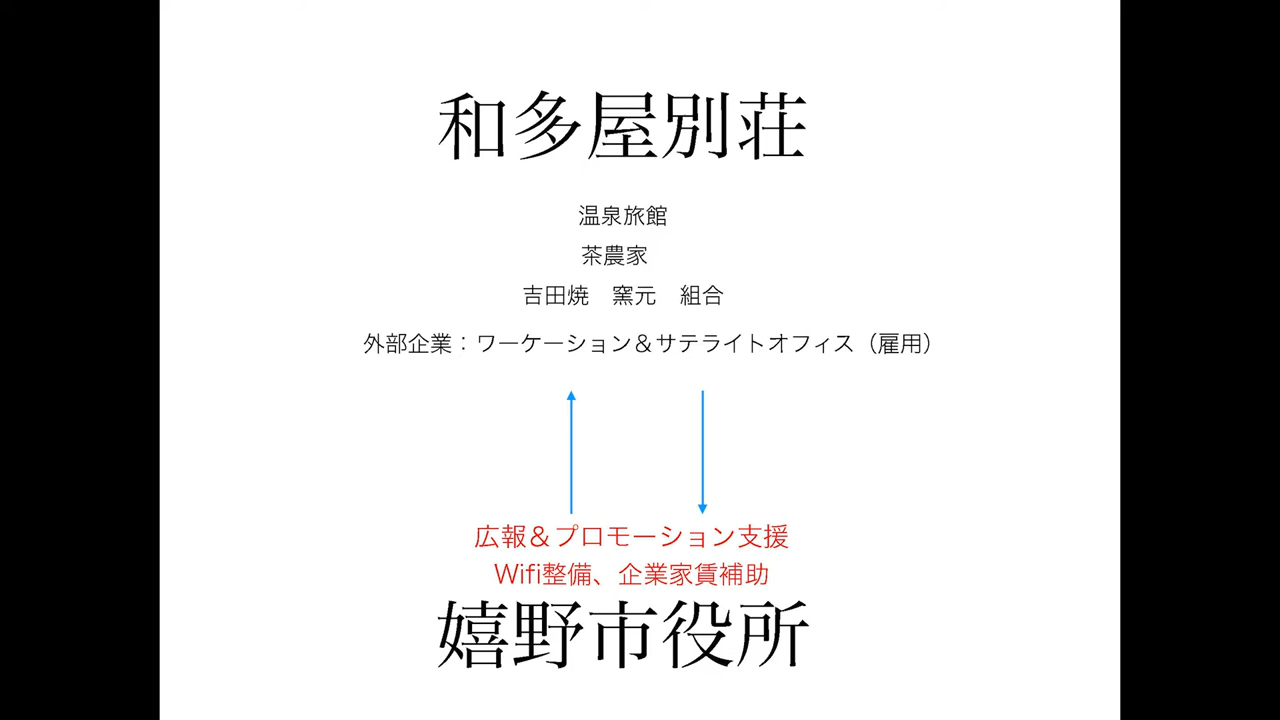 和多屋別荘
温泉旅館
茶農家
吉田焼　窯元　組合
外部企業：ワーケーション＆サテライトオフィス（雇用）
広報＆プロモーション支援
Wifi整備、企業家賃補助
嬉野市役所